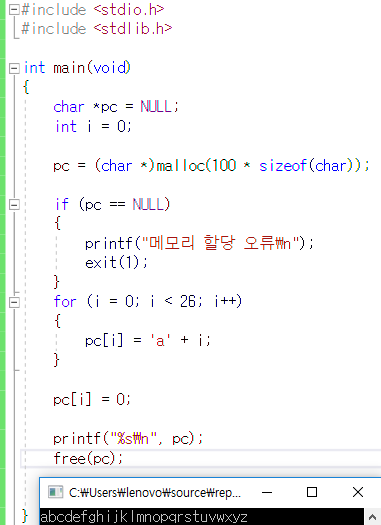 #include <stdio.h>
#include <stdlib.h>
int main(void)
{
char *pc = NULL;
int i = 0;
pc = (char *)malloc(100 * sizeof(char));
if (pc == NULL)
{
printf("메모리 할당 오류₩n");
exit(1);
}
for (i = 0; i < 26; i++)
{
pc[i] = 'a' + i;
}
pc[i] = 0;
printf("%s₩n", pc);
free(pc);
C:₩Users₩lenovo₩source₩rep...
}
abcdefghijklmnopqrstuvwxyz